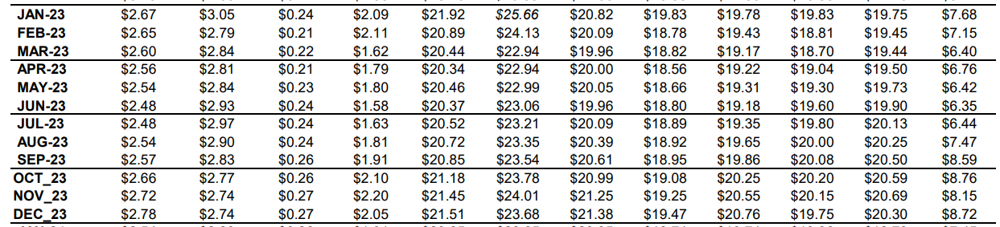 JAN-23 $2.67 $3.05 $0.24 $2.09 $21.92 $25.66 $20.82 $19.83 $19.78 $19.83 $19.75 $7.68
FEB-23 $2.65 $2.79 $0.21 $2.11 $20.89 $24.13 $20.09 $18.78 $19.43 $18.81 $19.45 $7.15
MAR-23 $2.60 $2.84 $0.22 $1.62 $20.44 $22.94 $19.96 $18.82 $19.17 $18.70 $19.44 $6.40
APR-23 $2.56 $2.81 $0.21 $1.79 $20.34 $22.94 $20.00 $18.56 $19.22 $19.04 $19.50 $6.76
MAY-23 $2.54 $2.84 $0.23 $1.80 $20.46 $22.99 $20.05 $18.66 $19.31 $19.30 $19.73 $6.42
JUN-23 $2.48 $2.93 $0.24 $1.58 $20.37 $23.06 $19.96 $18.80 $19.18 $19.60 $19.90 $6.35
JUL-23 $2.48 $2.97 $0.24 $1.63 $20.52 $23.21 $20.09 $18.89 $19.35 $19.80 $20.13 $6.44
AUG-23 $2.54 $2.90 $0.24 $1.81 $20.72 $23.35 $20.39 $18.92 $19.65 $20.00 $20.25 $7.47
SEP-23 $2.57 $2.83 $0.26 $1.91 $20.85 $23.54 $20.61 $18.95 $19.86 $20.08 $20.50 $8.59
OCT_23 $2.66 $2.77 $0.26 $2.10 $21.18 $23.78 $20.99 $19.08 $20.25 $20.20 $20.59 $8.76
NOV_23 $2.72 $2.74 $0.27 $2.20 $21.45 $24.01 $21.25 $19.25 $20.55 $20.15 $20.69 $8.15
DEC_23 $2.78 $2.74 $0.27 $2.05 $21.51 $23.68 $21.38 $19.47 $20.76 $19.75 $20.30 $8.72